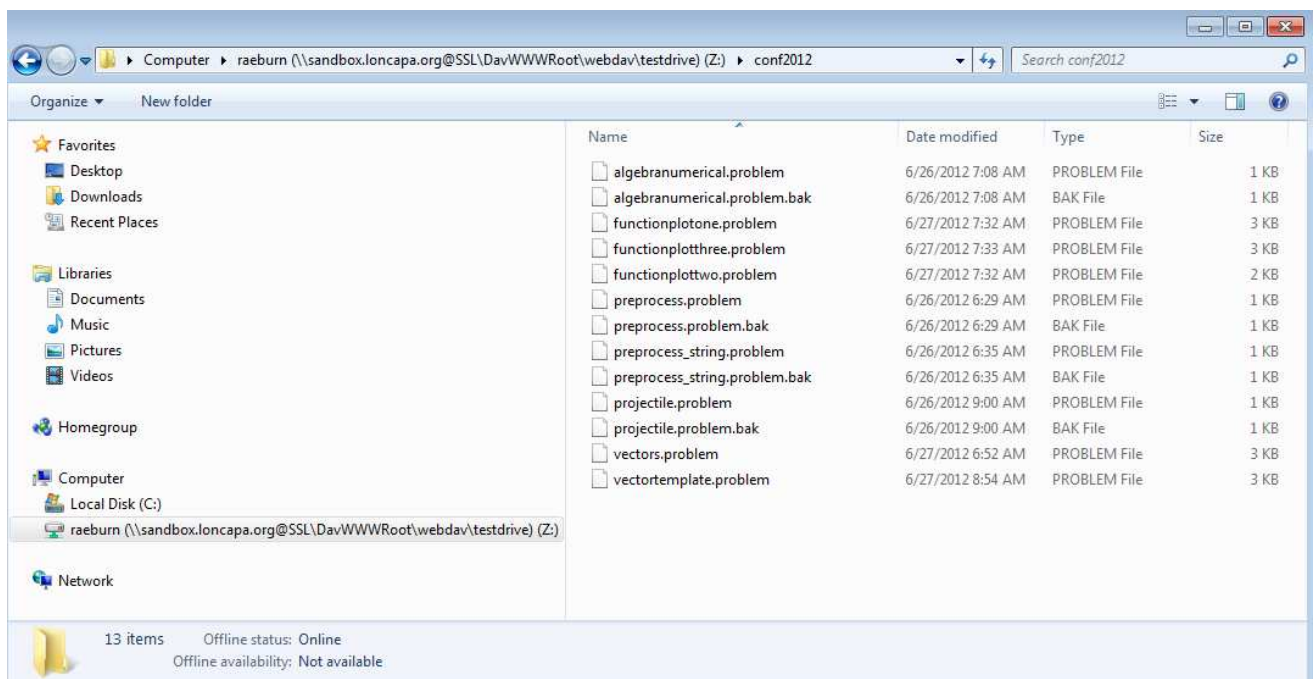 Computer ▸ raeburn (\\sandbox.loncapa.org@SSL\DavWWWRoot\webdav\testdrive) (Z:) ▸ conf2012
Search conf2012
Organize New folder
Favorites
Desktop
Downloads
Recent Places
Libraries
Documents
Music
Pictures
Videos
Homegroup
Computer
Local Disk (C:)
raeburn (\\sandbox.loncapa.org@SSL\DavWWWRoot\webdav\testdrive) (Z:)
Network
Name Date modified Type Size
algebranumerical.problem 6/26/2012 7:08 AM PROBLEM File 1 KB
algebranumerical.problem.bak 6/26/2012 7:08 AM BAK File 1 KB
functionplotone.problem 6/27/2012 7:32 AM PROBLEM File 3 KB
functionplotthree.problem 6/27/2012 7:33 AM PROBLEM File 3 KB
functionplottwo.problem 6/27/2012 7:32 AM PROBLEM File 2 KB
preprocess.problem 6/26/2012 6:29 AM PROBLEM File 1 KB
preprocess.problem.bak 6/26/2012 6:29 AM BAK File 1 KB
preprocess_string.problem 6/26/2012 6:35 AM PROBLEM File 1 KB
preprocess_string.problem.bak 6/26/2012 6:35 AM BAK File 1 KB
projectile.problem 6/26/2012 9:00 AM PROBLEM File 1 KB
projectile.problem.bak 6/26/2012 9:00 AM BAK File 1 KB
vectors.problem 6/27/2012 6:52 AM PROBLEM File 3 KB
vectortemplate.problem 6/27/2012 8:54 AM PROBLEM File 3 KB
13 items Offline status: Online
Offline availability: Not available